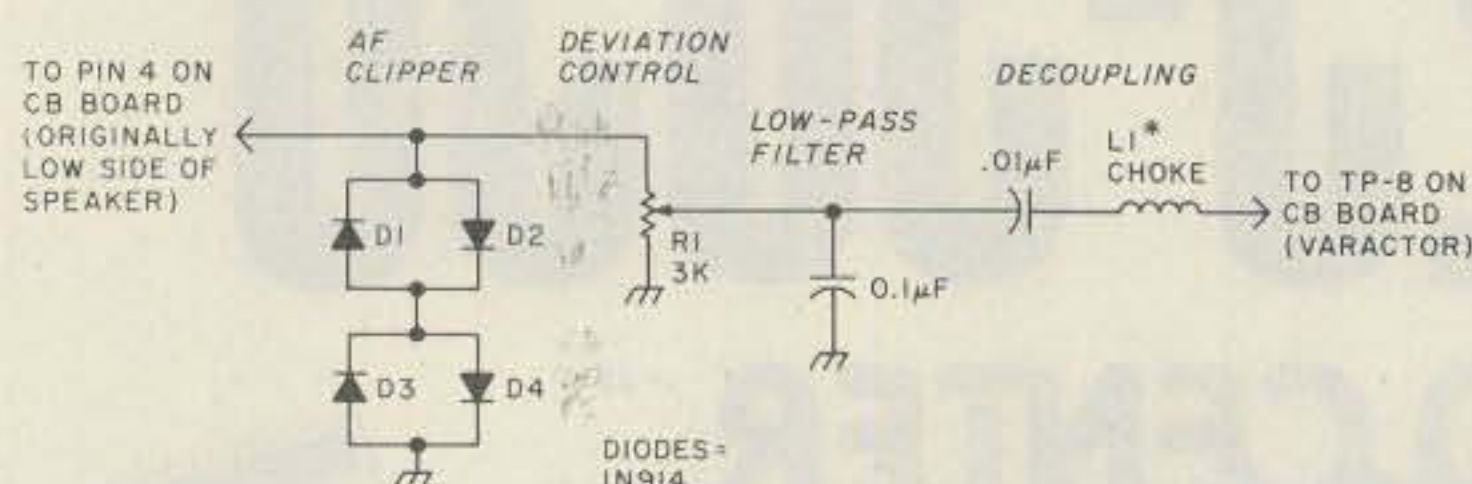 TO PIN 4 ON
CB BOARD
(ORIGINALLY
LOW SIDE OF
SPEAKER)
AF
CLIPPER
DEVIATION
CONTROL
LOW-PASS
FILTER
DECOUPLING
.01μF
L1*
CHOKE
TO TP-8 ON
CB BOARD
(VARACTOR)
D1
D2
R1
3K
0.1μF
D3
D4
DIODES=
1N914